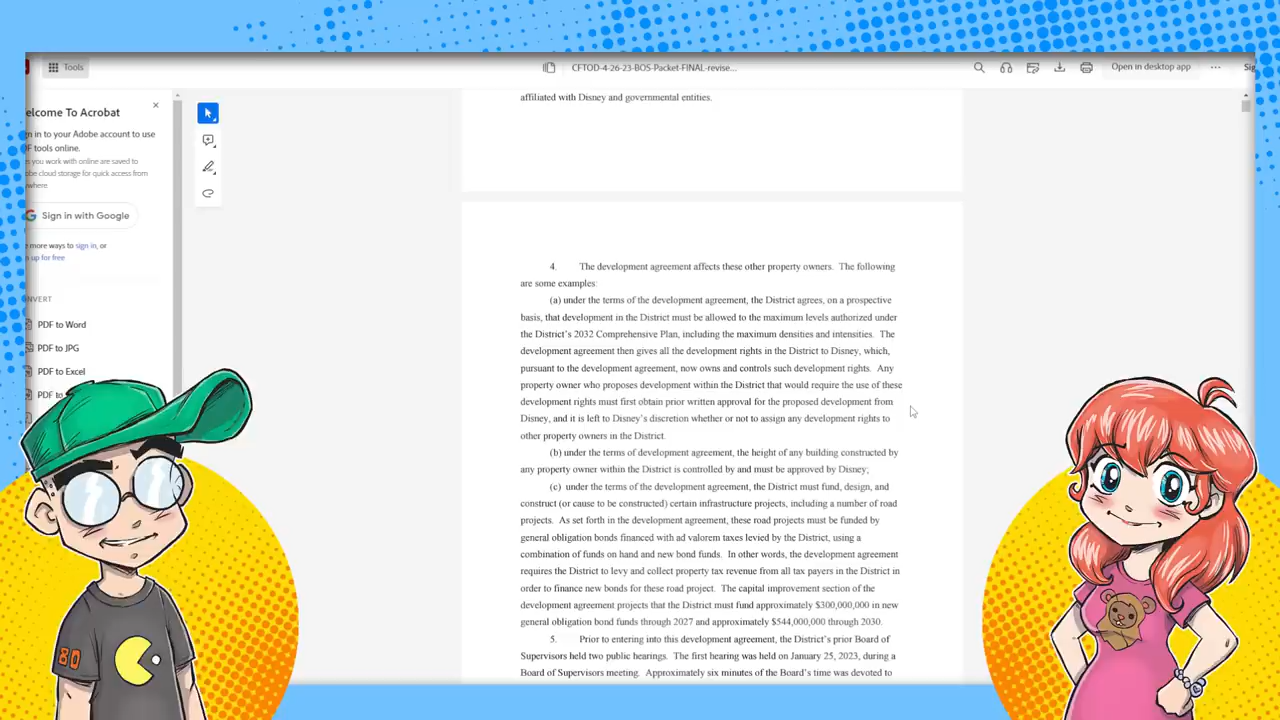 Tools
CFTOD-4-26-23-BOS-Packet-FINAL-revise...
Open in desktop app
elcome To Acrobat
n in to your Adobe account to use
F tools online.
s you work with online are saved to
obe cloud storage for quick access from
ywhere.
Sign in with Google
more ways to sign in, or
n up for free
NVERT
PDF to Word
PDF to JPG
PDF to Excel
PDF to
affiliated with Disney and governmental entities.
4. The development agreement affects these other property owners. The following
are some examples:
(a) under the terms of the development agreement, the District agrees, on a prospective
basis, that development in the District must be allowed to the maximum levels authorized under
the District's 2032 Comprehensive Plan, including the maximum densities and intensities. The
development agreement then gives all the development rights in the District to Disney, which,
pursuant to the development agreement, now owns and controls such development rights. Any
property owner who proposes development within the District that would require the use of these
development rights must first obtain prior written approval for the proposed development from
Disney, and it is left to Disney's discretion whether or not to assign any development rights to
other property owners in the District.
(b) under the terms of development agreement, the height of any building constructed by
any property owner within the District is controlled by and must be approved by Disney;
(c) under the terms of the development agreement, the District must fund, design, and
construct (or cause to be constructed) certain infrastructure projects, including a number of road
projects. As set forth in the development agreement, these road projects must be funded by
general obligation bonds financed with ad valorem taxes levied by the District, using a
combination of funds on hand and new bond funds. In other words, the development agreement
requires the District to levy and collect property tax revenue from all tax payers in the District in
order to finance new bonds for these road project. The capital improvement section of the
development agreement projects that the District must fund approximately $300,000,000 in new
general obligation bond funds through 2027 and approximately $544,000,000 through 2030.
5. Prior to entering into this development agreement, the District's prior Board of
Supervisors held two public hearings. The first hearing was held on January 25, 2023, during a
Board of Supervisors meeting. Approximately six minutes of the Board's time was devoted to
80